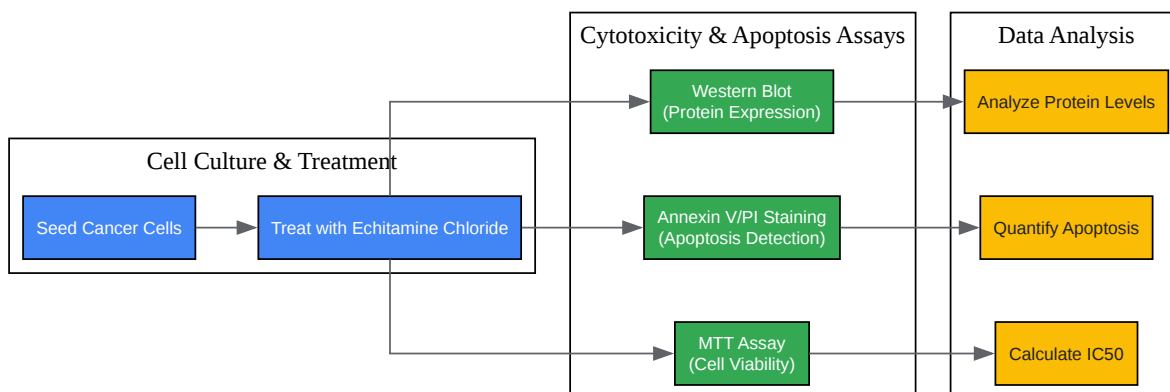 Cell Culture & Treatment
Seed Cancer Cells
Treat with Echitamine Chloride
Cytotoxicity & Apoptosis Assays
Western Blot
(Protein Expression)
Annexin V/PI Staining
(Apoptosis Detection)
MTT Assay
(Cell Viability)
Data Analysis
Analyze Protein Levels
Quantify Apoptosis
Calculate IC50